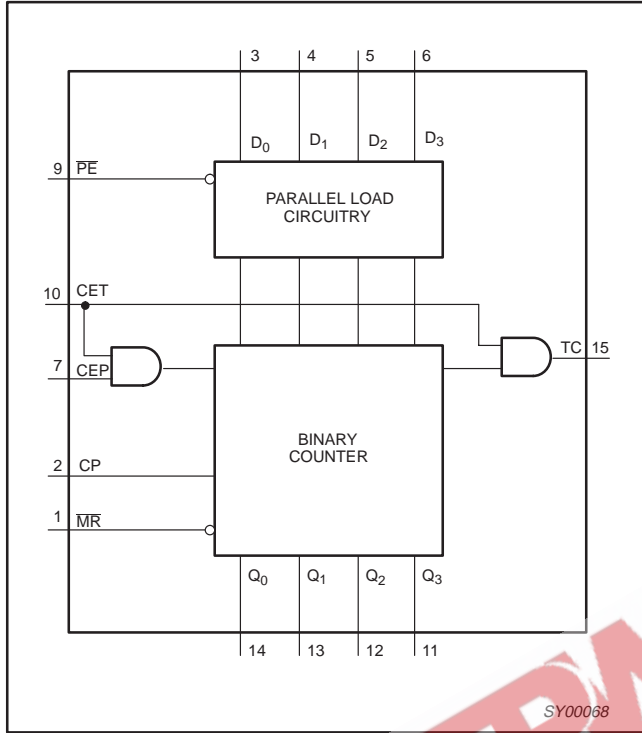 3 4 5 6
D0 D1 D2 D3
9 PE
PARALLEL LOAD
CIRCUITRY
10 CET
TC 15
7 CEP
BINARY
COUNTER
2 CP
1 MR
Q0 Q1 Q2 Q3
14 13 12 11
SY00068